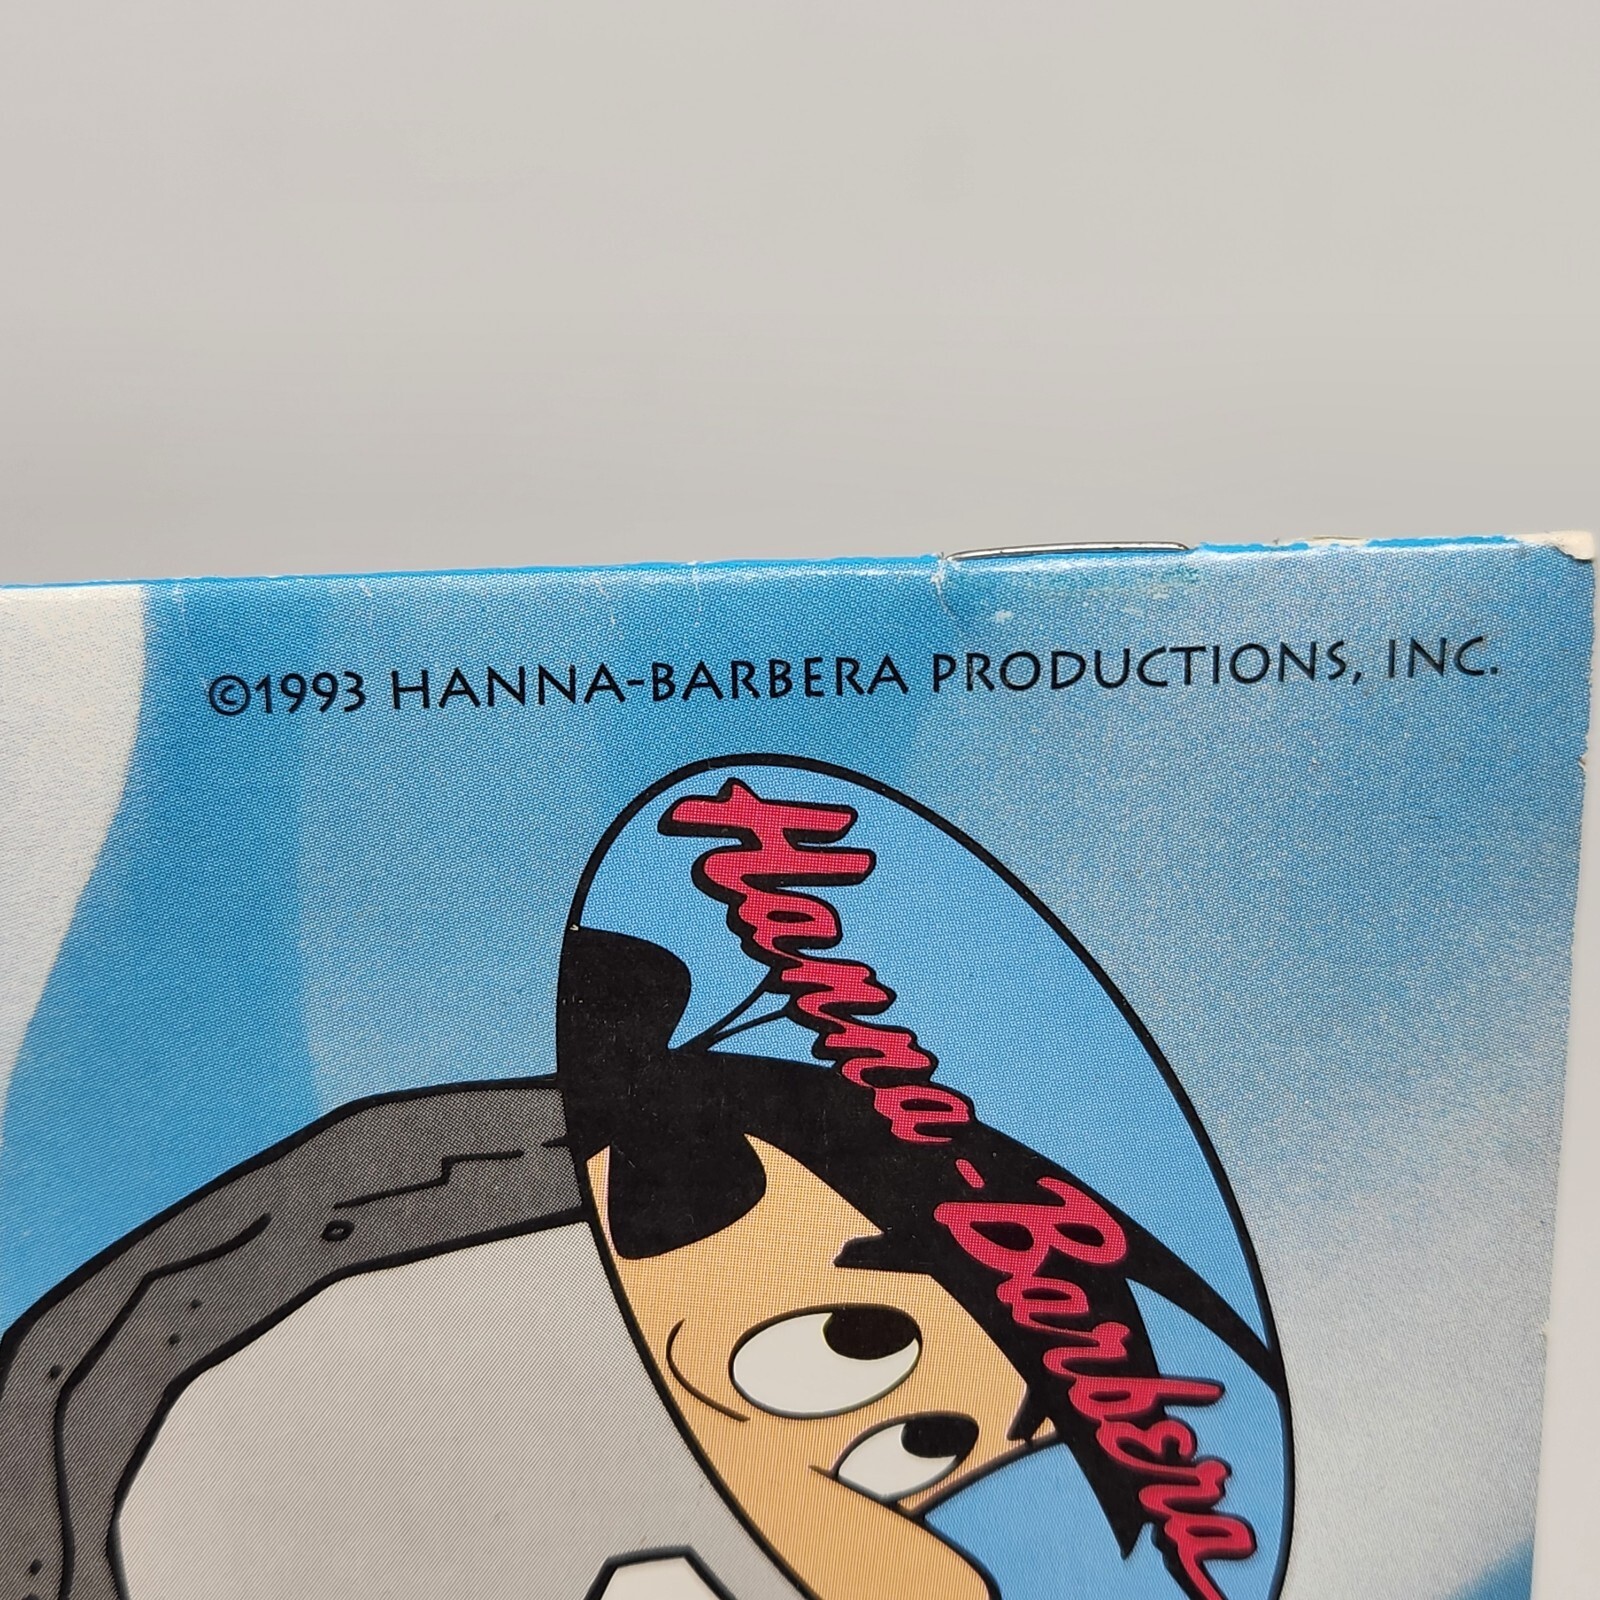 ©1993 HANNA-BARBERA PRODUCTIONS, INC.
Hanna-Barbera